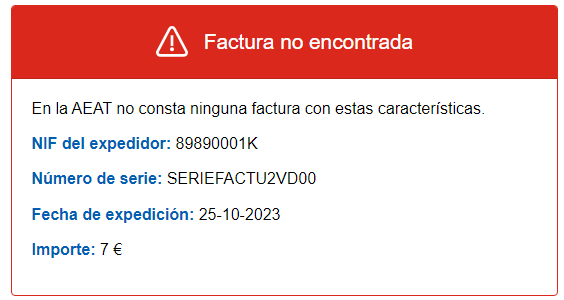 Factura no encontrada
En la AEAT no consta ninguna factura con estas características.
NIF del expedidor: 89890001K
Número de serie: SERIEFACTU2VD00
Fecha de expedición: 25-10-2023
Importe: 7 €